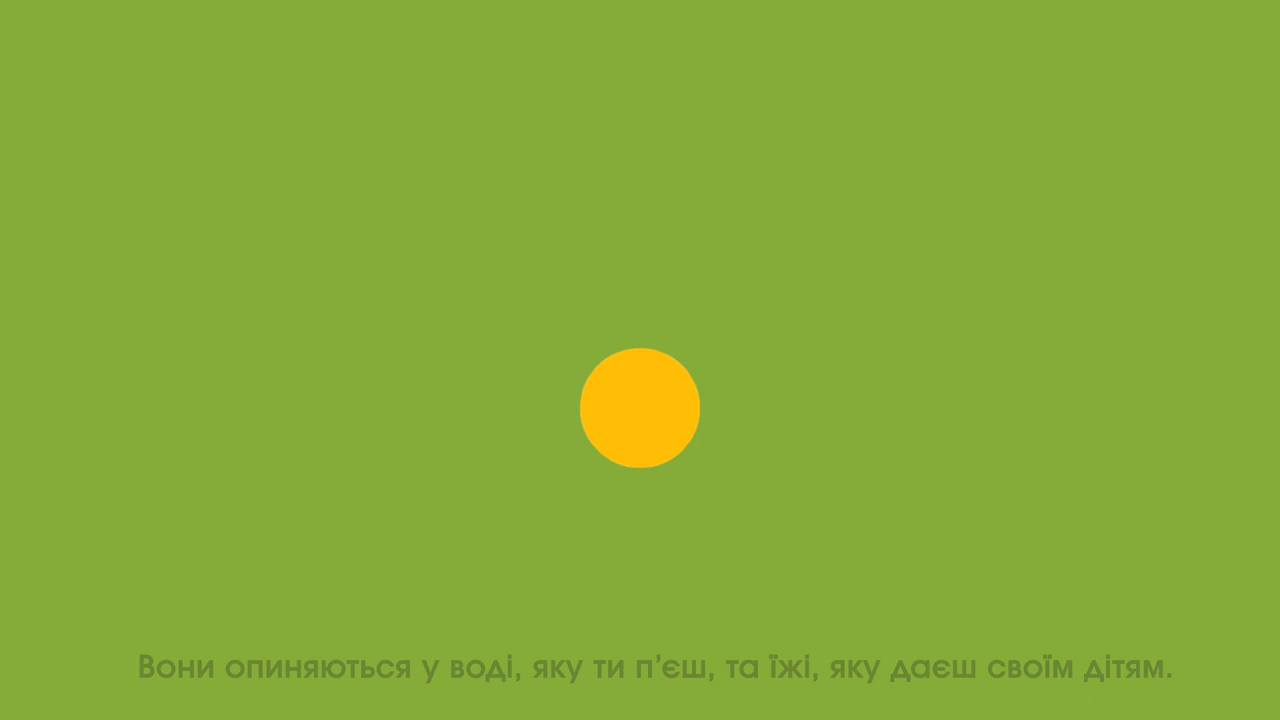 Вони опиняються у воді, яку ти п’єш, та їжі, яку даєш своїм дітям.